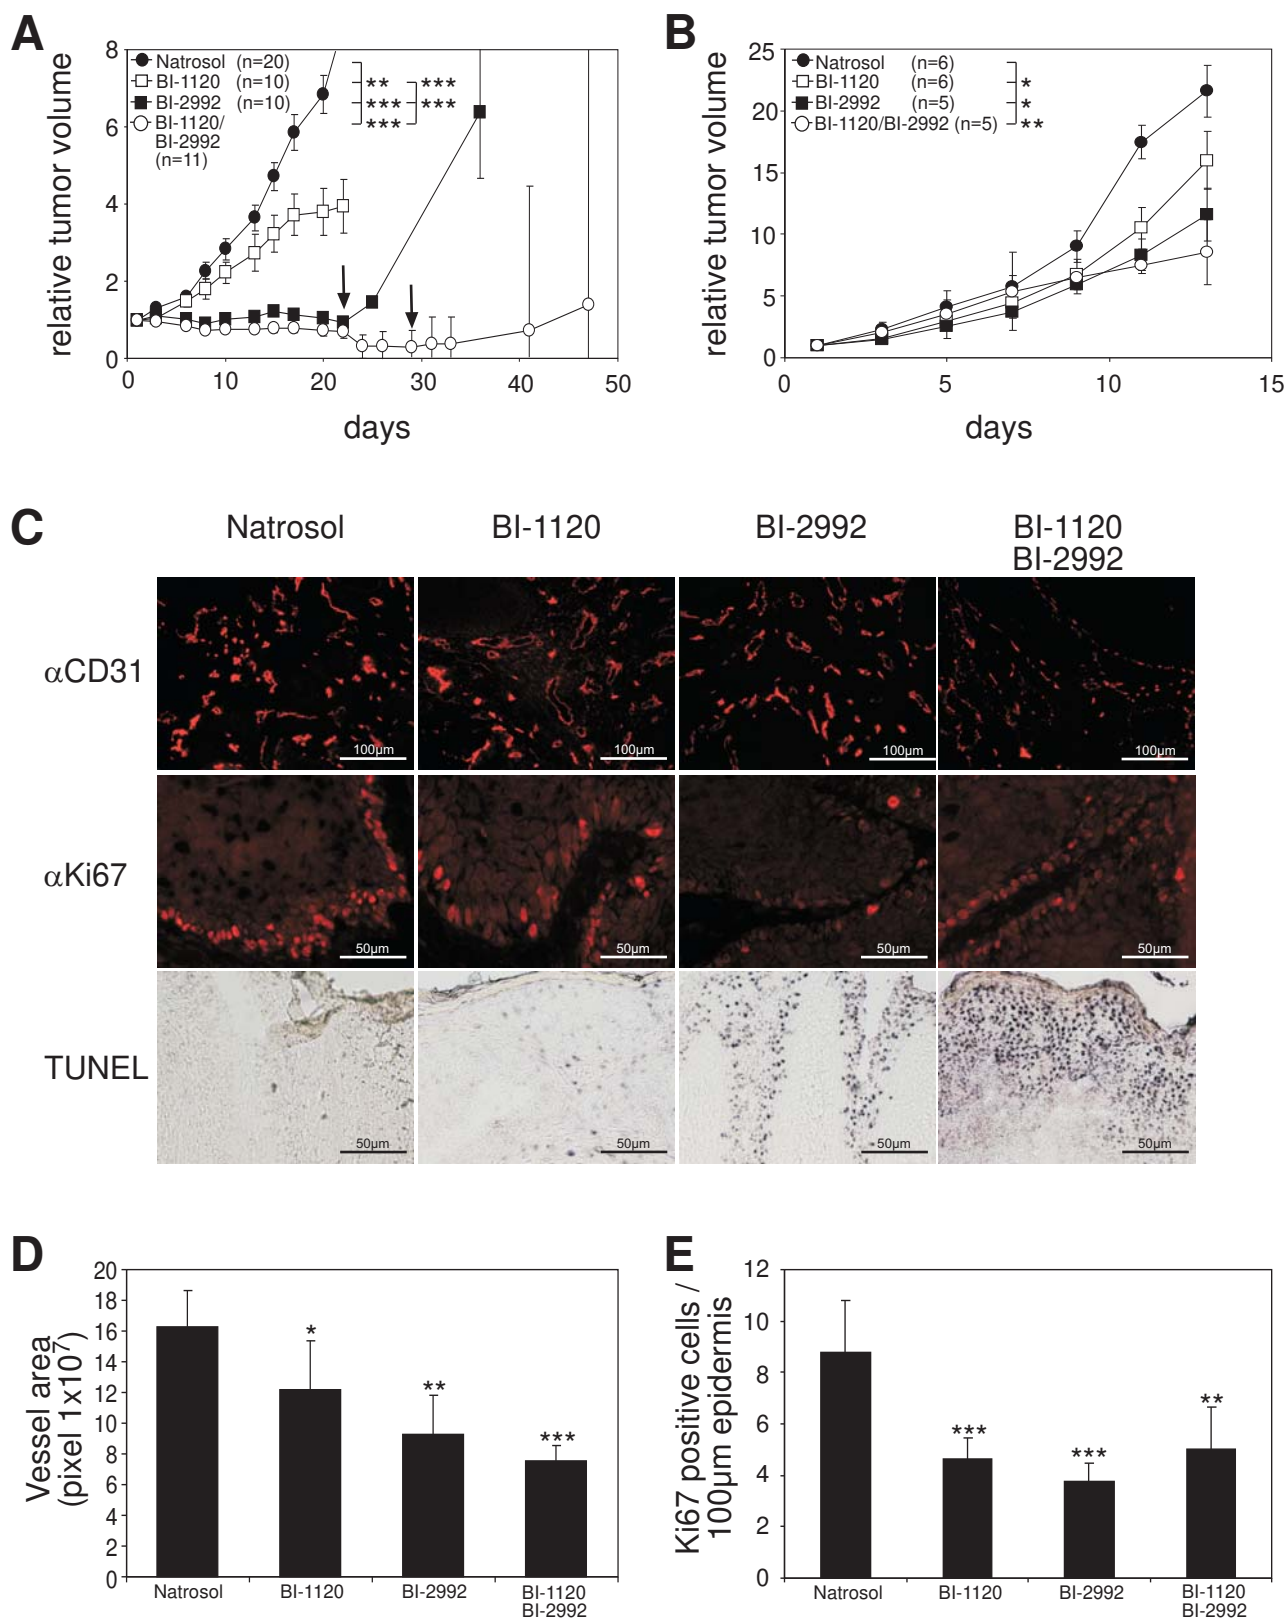 A
relative tumor volume
8
6
4
2
0
0 10 20 30 40 50
days
Natrosol (n=20)
BI-1120 (n=10) ** ***
BI-2992 (n=10) *** ***
BI-1120/ ***
BI-2992
(n=11)
B
relative tumor volume
25
20
15
10
5
0
0 5 10 15
days
Natrosol (n=6)
BI-1120 (n=6) *
BI-2992 (n=5) *
BI-1120/BI-2992 (n=5) **
C
Natrosol BI-1120 BI-2992 BI-1120
BI-2992
αCD31
100µm 100µm 100µm 100µm
αKi67
50µm 50µm 50µm 50µm
TUNEL
50µm 50µm 50µm 50µm
D
Vessel area
(pixel 1x10⁷)
20
18
16
14
12
10
8
6
4
2
0
* ** ***
Natrosol BI-1120 BI-2992 BI-1120
BI-2992
E
Ki67 positive cells /
100µm epidermis
12
10
8
6
4
2
0
*** *** **
Natrosol BI-1120 BI-2992 BI-1120
BI-2992